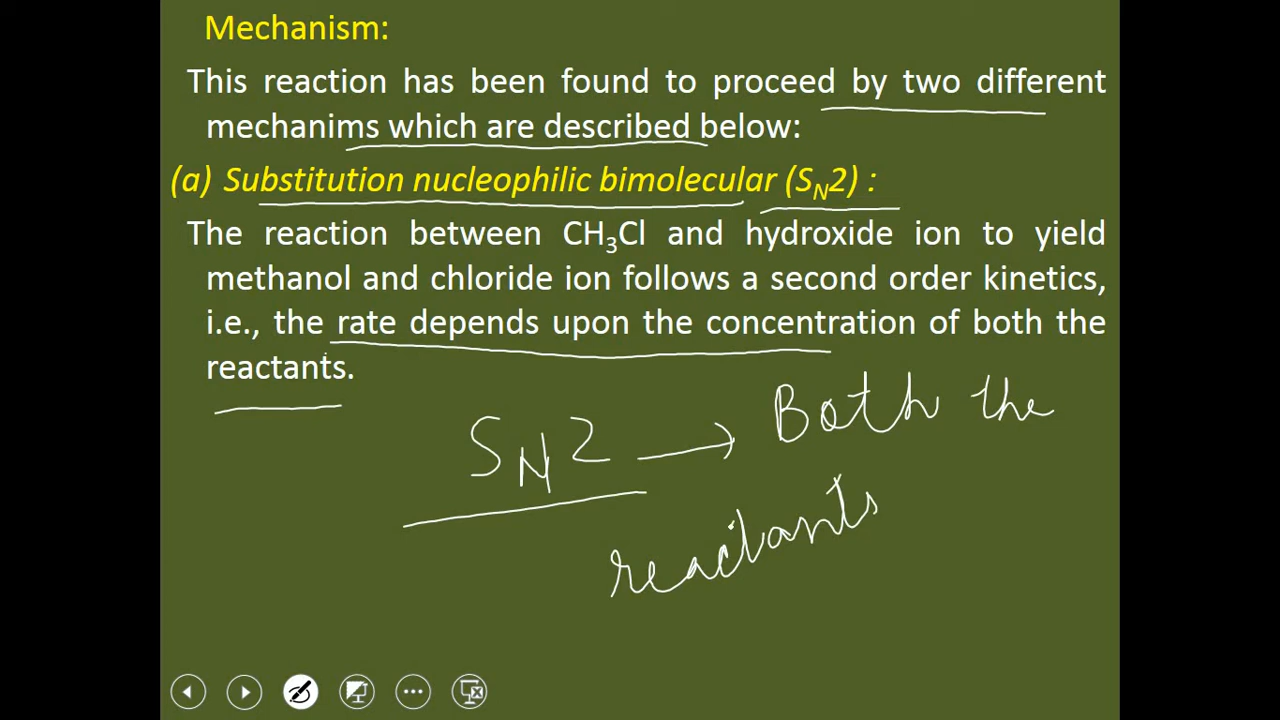 Mechanism:
This reaction has been found to proceed by two different
mechanims which are described below:
(a) Substitution nucleophilic bimolecular (SN2) :
The reaction between CH3Cl and hydroxide ion to yield
methanol and chloride ion follows a second order kinetics,
i.e., the rate depends upon the concentration of both the
reactants.
SN2 → Both the
reactants